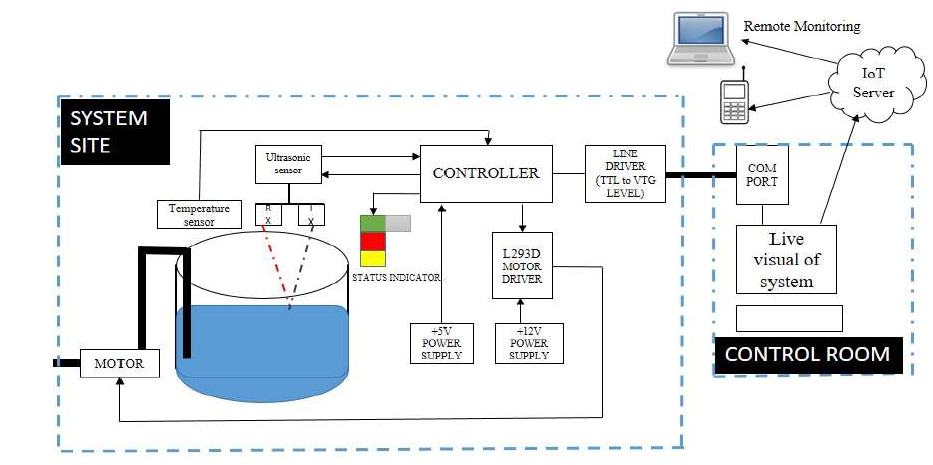 Remote Monitoring
IoT
Server
SYSTEM
SITE
Ultrasonic
sensor
CONTROLLER
LINE
DRIVER
(TTL to VTG
LEVEL)
COM
PORT
Temperature
sensor
R
X
T
X
STATUS INDICATOR
L293D
MOTOR
DRIVER
Live
visual of
system
+5V
POWER
SUPPLY
+12V
POWER
SUPPLY
MOTOR
CONTROL ROOM